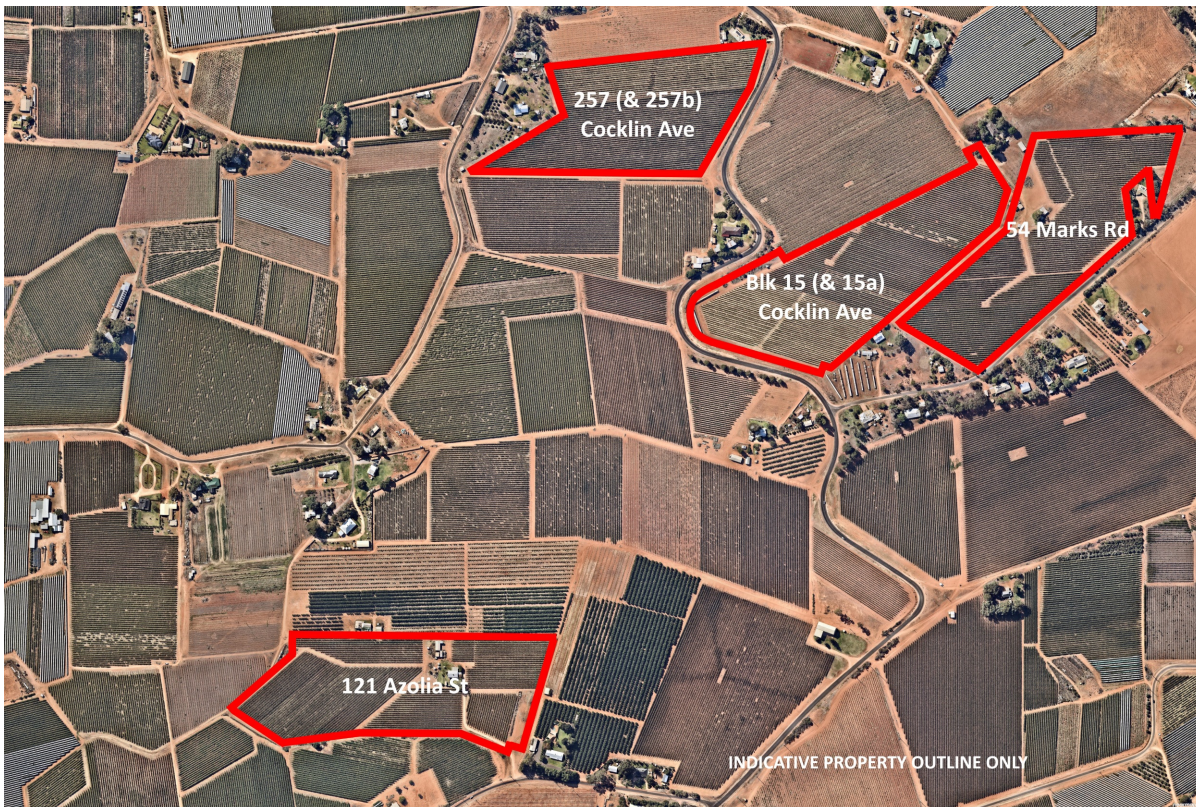 257 (& 257b)
Cocklin Ave
54 Marks Rd
Blk 15 (& 15a)
Cocklin Ave
121 Azolia St
INDICATIVE PROPERTY OUTLINE ONLY